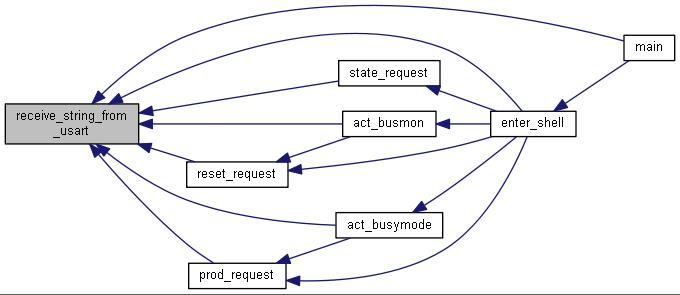 main
state_request
receive_string_from
_usart
act_busmon
enter_shell
reset_request
act_busymode
prod_request